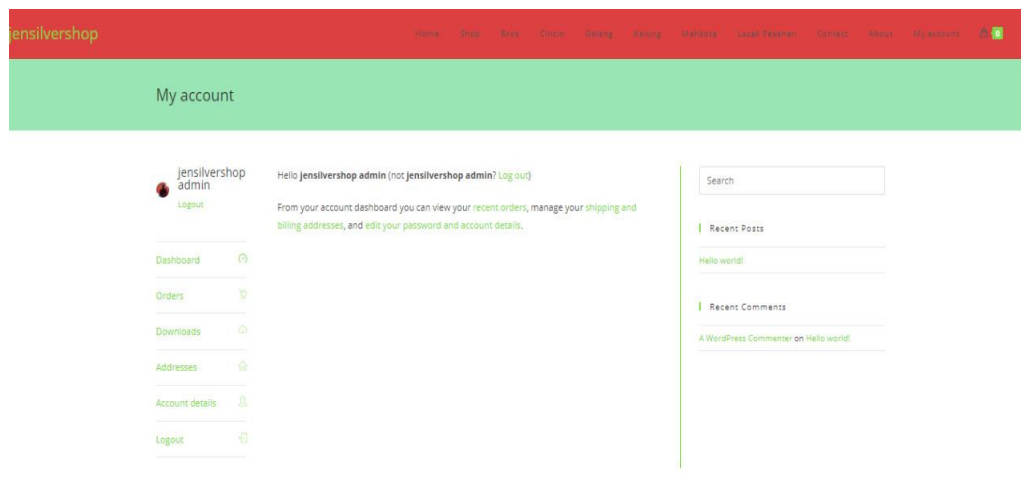 jensilvershop
Home Shop Bros Cincin Gelang Kalung Mahkota Lacak Pesanan Contact About My account 0
My account
jensilvershop
admin
Logout
Dashboard
Orders
Downloads
Addresses
Account details
Logout
Hello jensilvershop admin (not jensilvershop admin? Log out)
From your account dashboard you can view your recent orders, manage your shipping and
billing addresses, and edit your password and account details.
Search
Recent Posts
Hello world!
Recent Comments
A WordPress Commenter on Hello world!